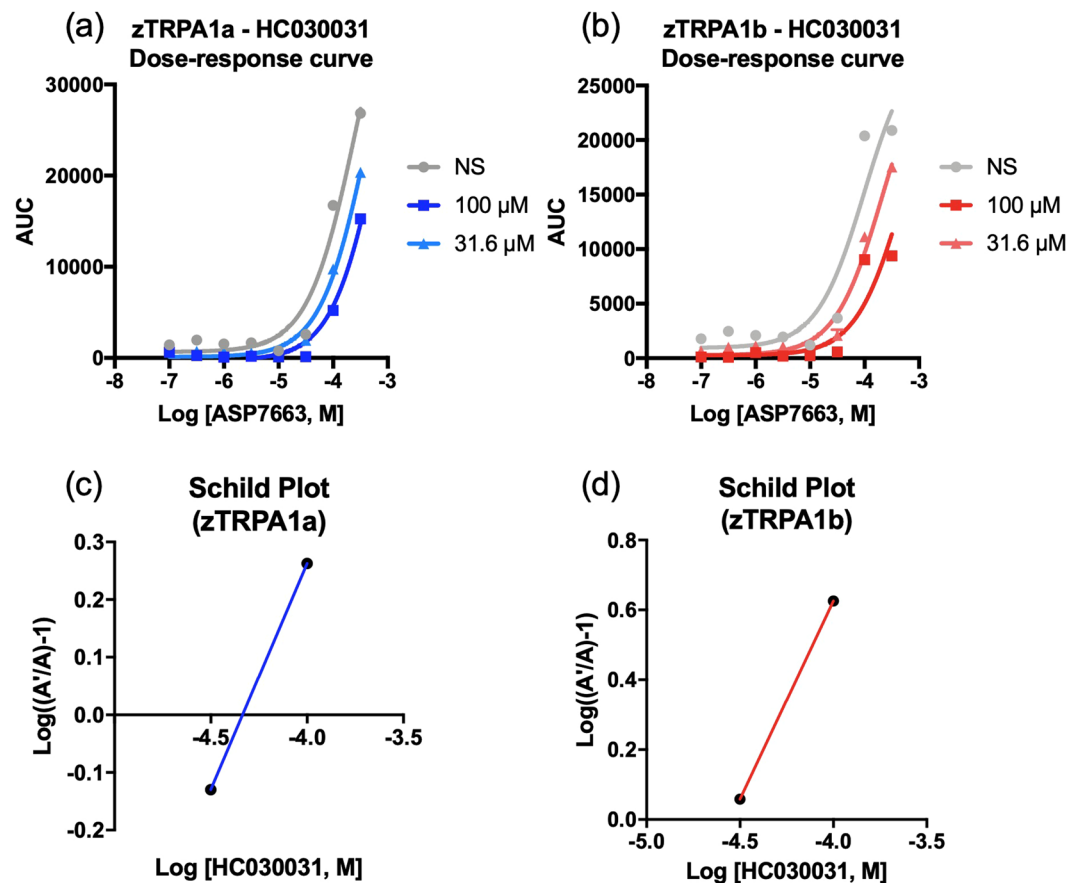 (a)
zTRPA1a - HC030031
Dose-response curve
30000
20000
10000
0
AUC
-8
-7
-6
-5
-4
-3
Log [ASP7663, M]
NS
100 µM
31.6 µM
(b)
zTRPA1b - HC030031
Dose-response curve
25000
20000
15000
10000
5000
0
AUC
-8
-7
-6
-5
-4
-3
Log [ASP7663, M]
NS
100 µM
31.6 µM
(c)
Schild Plot
(zTRPA1a)
0.3
0.2
0.1
0.0
-0.1
-0.2
Log((A'/A)-1)
-4.5
-4.0
-3.5
Log [HC030031, M]
(d)
Schild Plot
(zTRPA1b)
0.8
0.6
0.4
0.2
0.0
Log((A'/A)-1)
-5.0
-4.5
-4.0
-3.5
Log [HC030031, M]